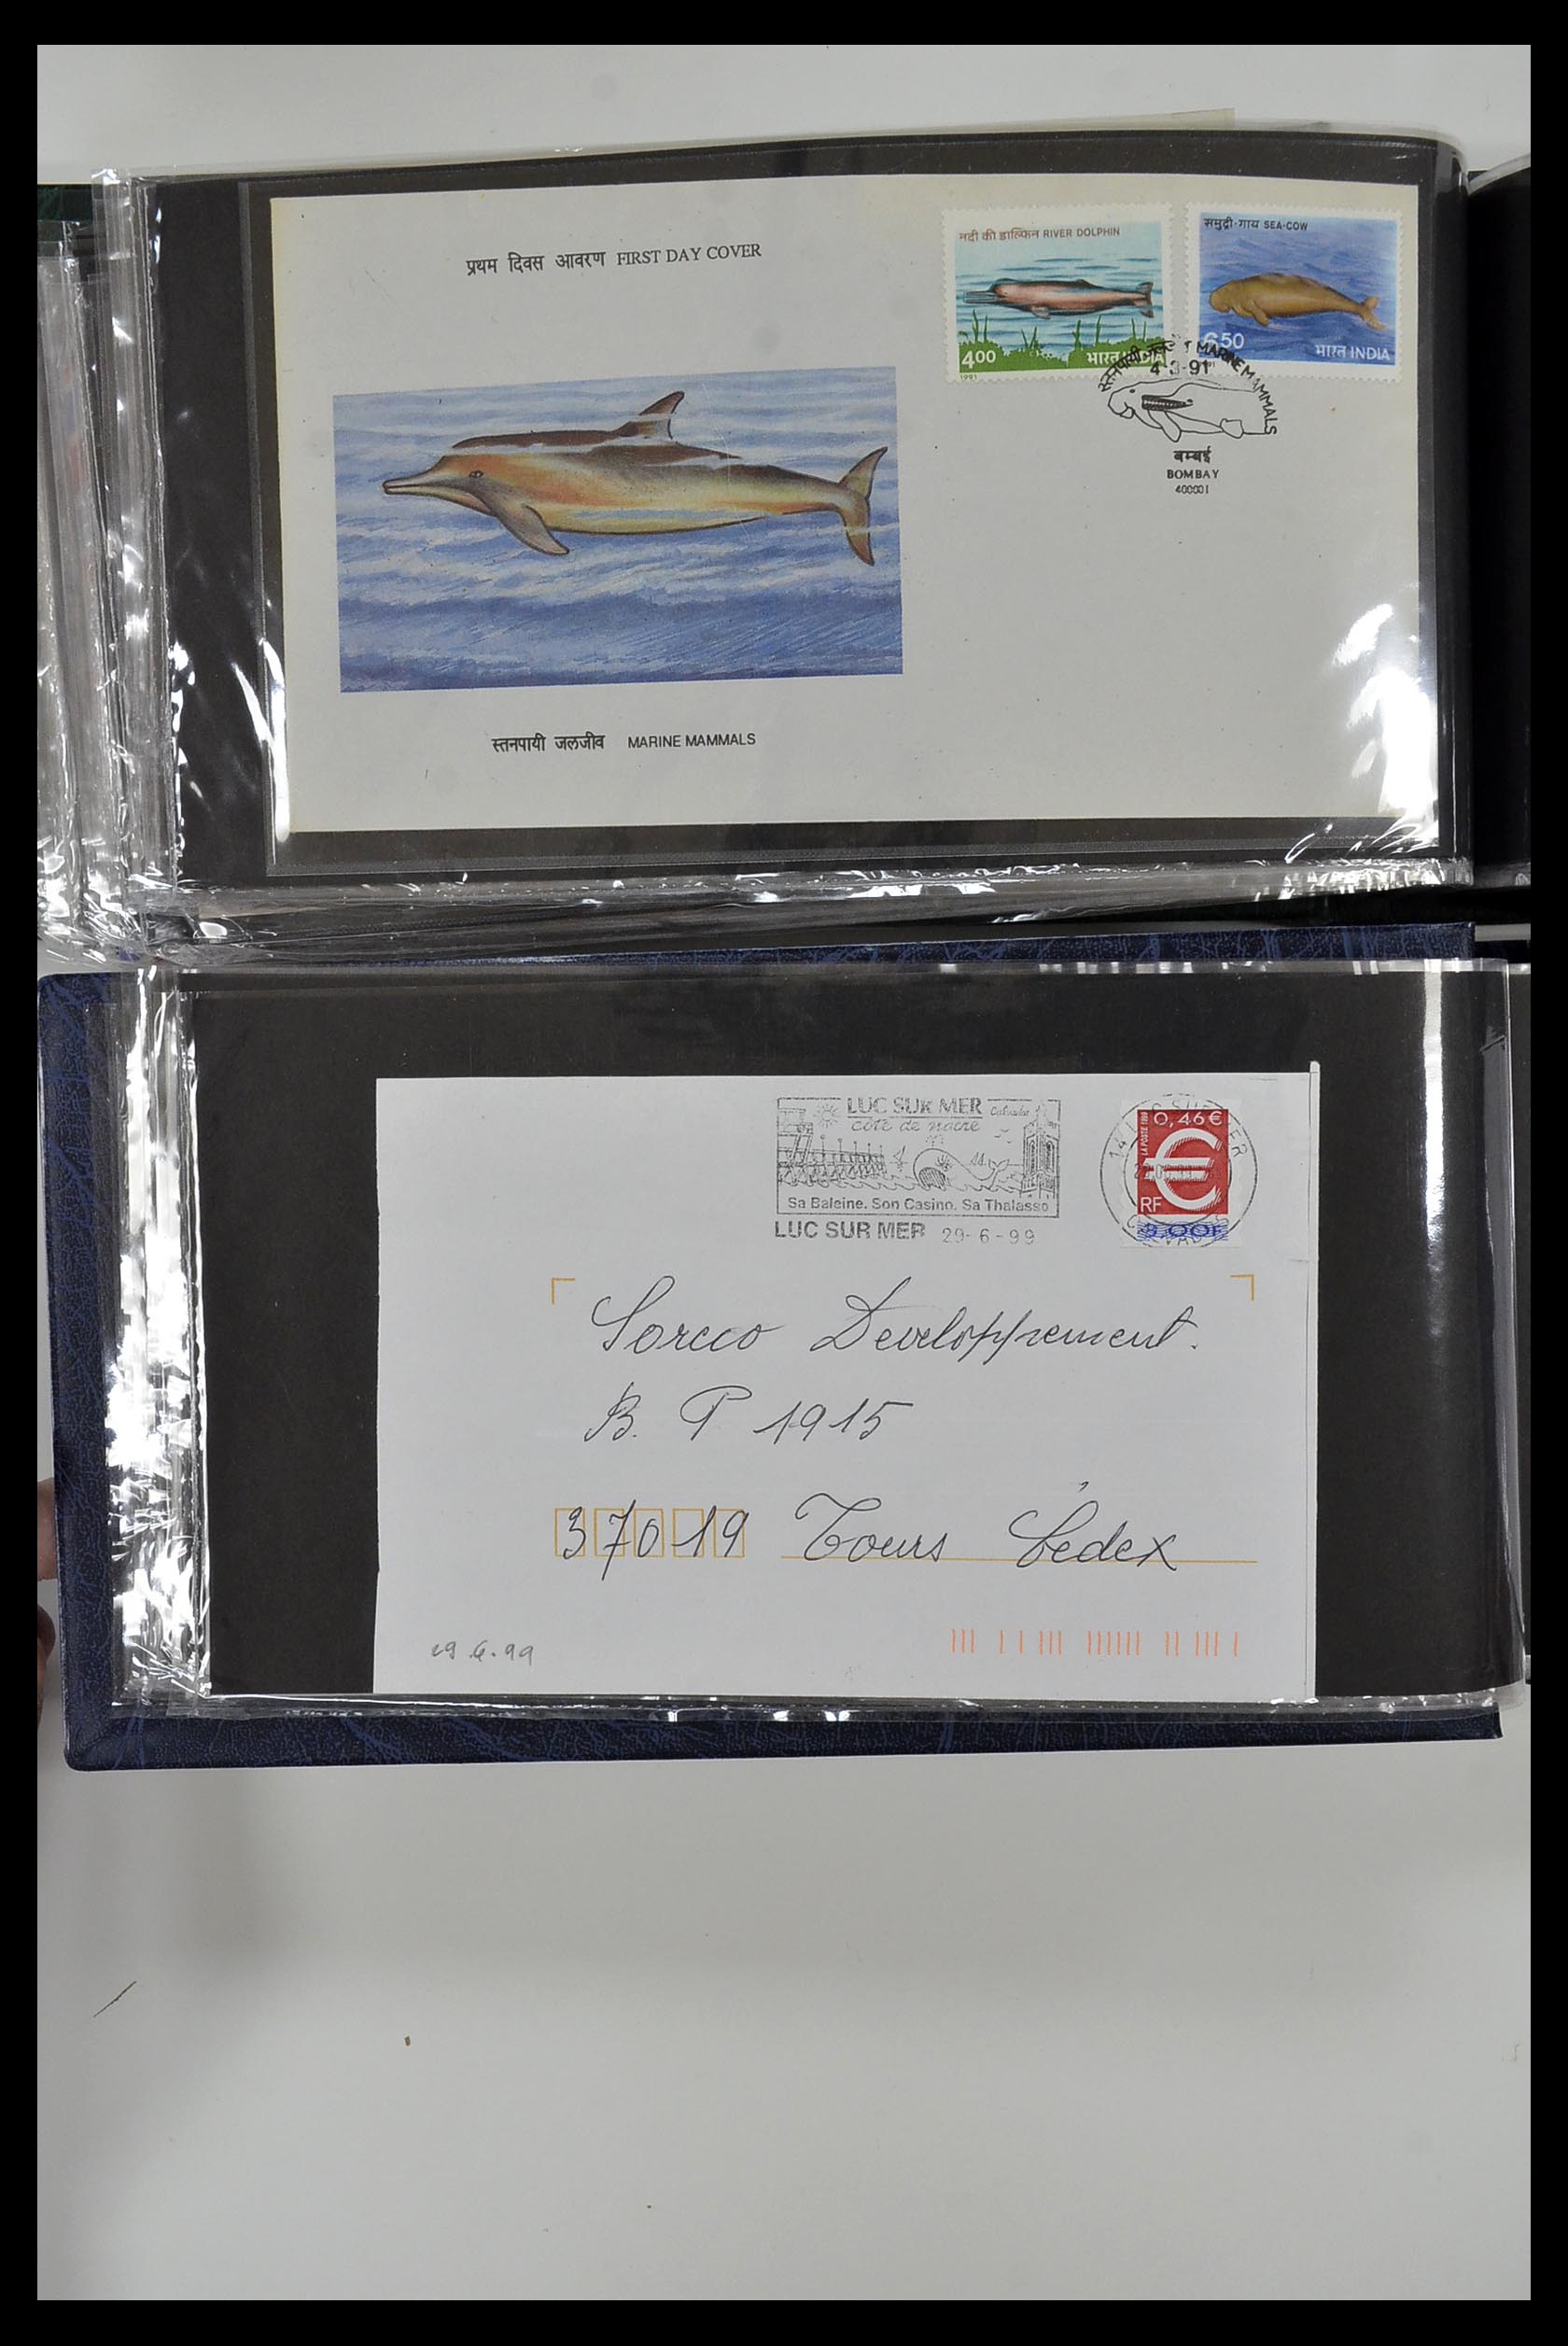 प्रथम दिवस आवरण FIRST DAY COVER
नदी की डाल्फिन RIVER DOLPHIN
4.00
भारत
1991
समुद्री-गाय SEA-COW
6.50
भारत INDIA
स्तनपायी MARINE MAMMALS
4-3-91
बम्बई
BOMBAY
400001
स्तनपायी जलजीव MARINE MAMMALS
LUC SUR MER Calvados
côte de nacre
Sa Baleine. Son Casino. Sa Thalasso
LUC SUR MER 29-6-99
0,46 €
LA POSTE 1999
RF
3,00F
Sorcco Developpement.
B. P 1915
37019 Tours Cédex
29.6.99